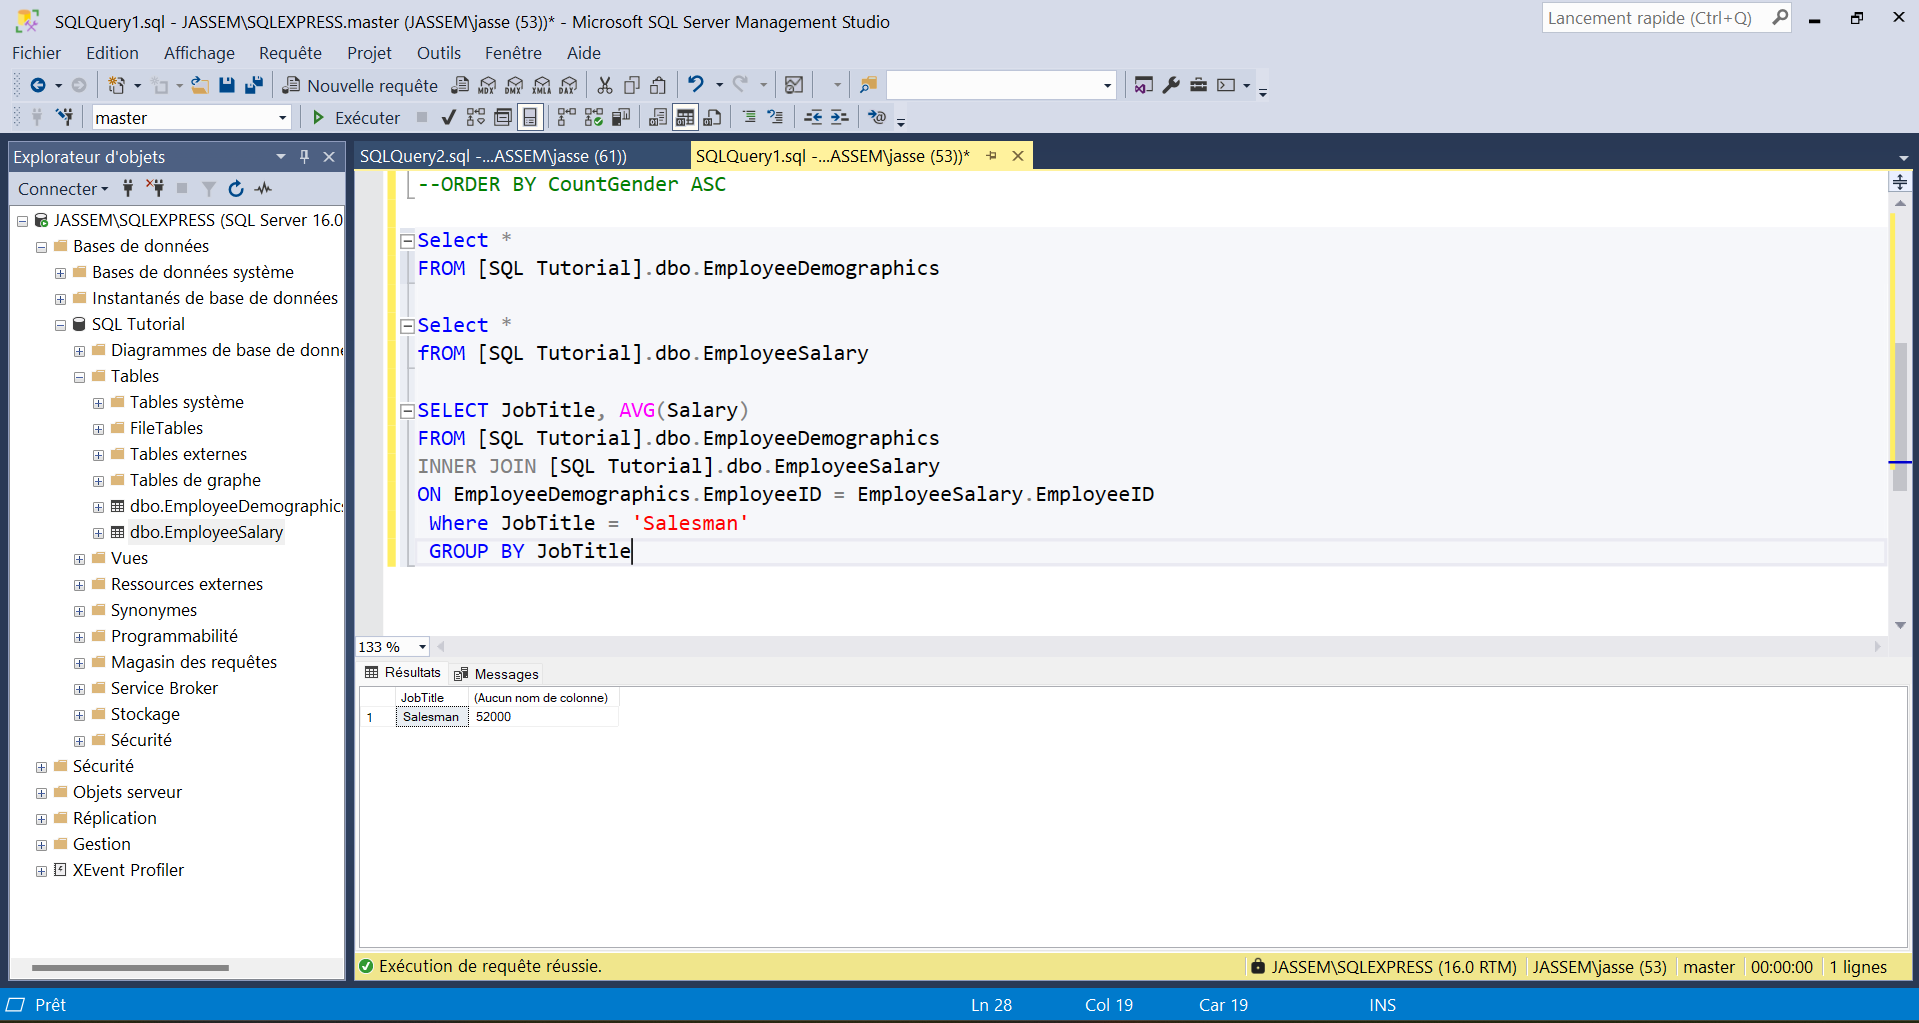 SQLQuery1.sql - JASSEM\SQLEXPRESS.master (JASSEM\jasse (53))* - Microsoft SQL Server Management Studio
Lancement rapide (Ctrl+Q)
Fichier Edition Affichage Requête Projet Outils Fenêtre Aide
Nouvelle requête MDX DMX XMLA DAX
master Exécuter
Explorateur d'objets
SQLQuery2.sql -...ASSEM\jasse (61)) SQLQuery1.sql -...ASSEM\jasse (53))*
Connecter
JASSEM\SQLEXPRESS (SQL Server 16.0
Bases de données
Bases de données système
Instantanés de base de données
SQL Tutorial
Diagrammes de base de donné
Tables
Tables système
FileTables
Tables externes
Tables de graphe
dbo.EmployeeDemographics
dbo.EmployeeSalary
Vues
Ressources externes
Synonymes
Programmabilité
Magasin des requêtes
Service Broker
Stockage
Sécurité
Sécurité
Objets serveur
Réplication
Gestion
XEvent Profiler
--ORDER BY CountGender ASC
Select *
FROM [SQL Tutorial].dbo.EmployeeDemographics
Select *
fROM [SQL Tutorial].dbo.EmployeeSalary
SELECT JobTitle, AVG(Salary)
FROM [SQL Tutorial].dbo.EmployeeDemographics
INNER JOIN [SQL Tutorial].dbo.EmployeeSalary
ON EmployeeDemographics.EmployeeID = EmployeeSalary.EmployeeID
Where JobTitle = 'Salesman'
GROUP BY JobTitle
133 %
Résultats Messages
JobTitle (Aucun nom de colonne)
1 Salesman 52000
Exécution de requête réussie. JASSEM\SQLEXPRESS (16.0 RTM) JASSEM\jasse (53) master 00:00:00 1 lignes
Prêt Ln 28 Col 19 Car 19 INS